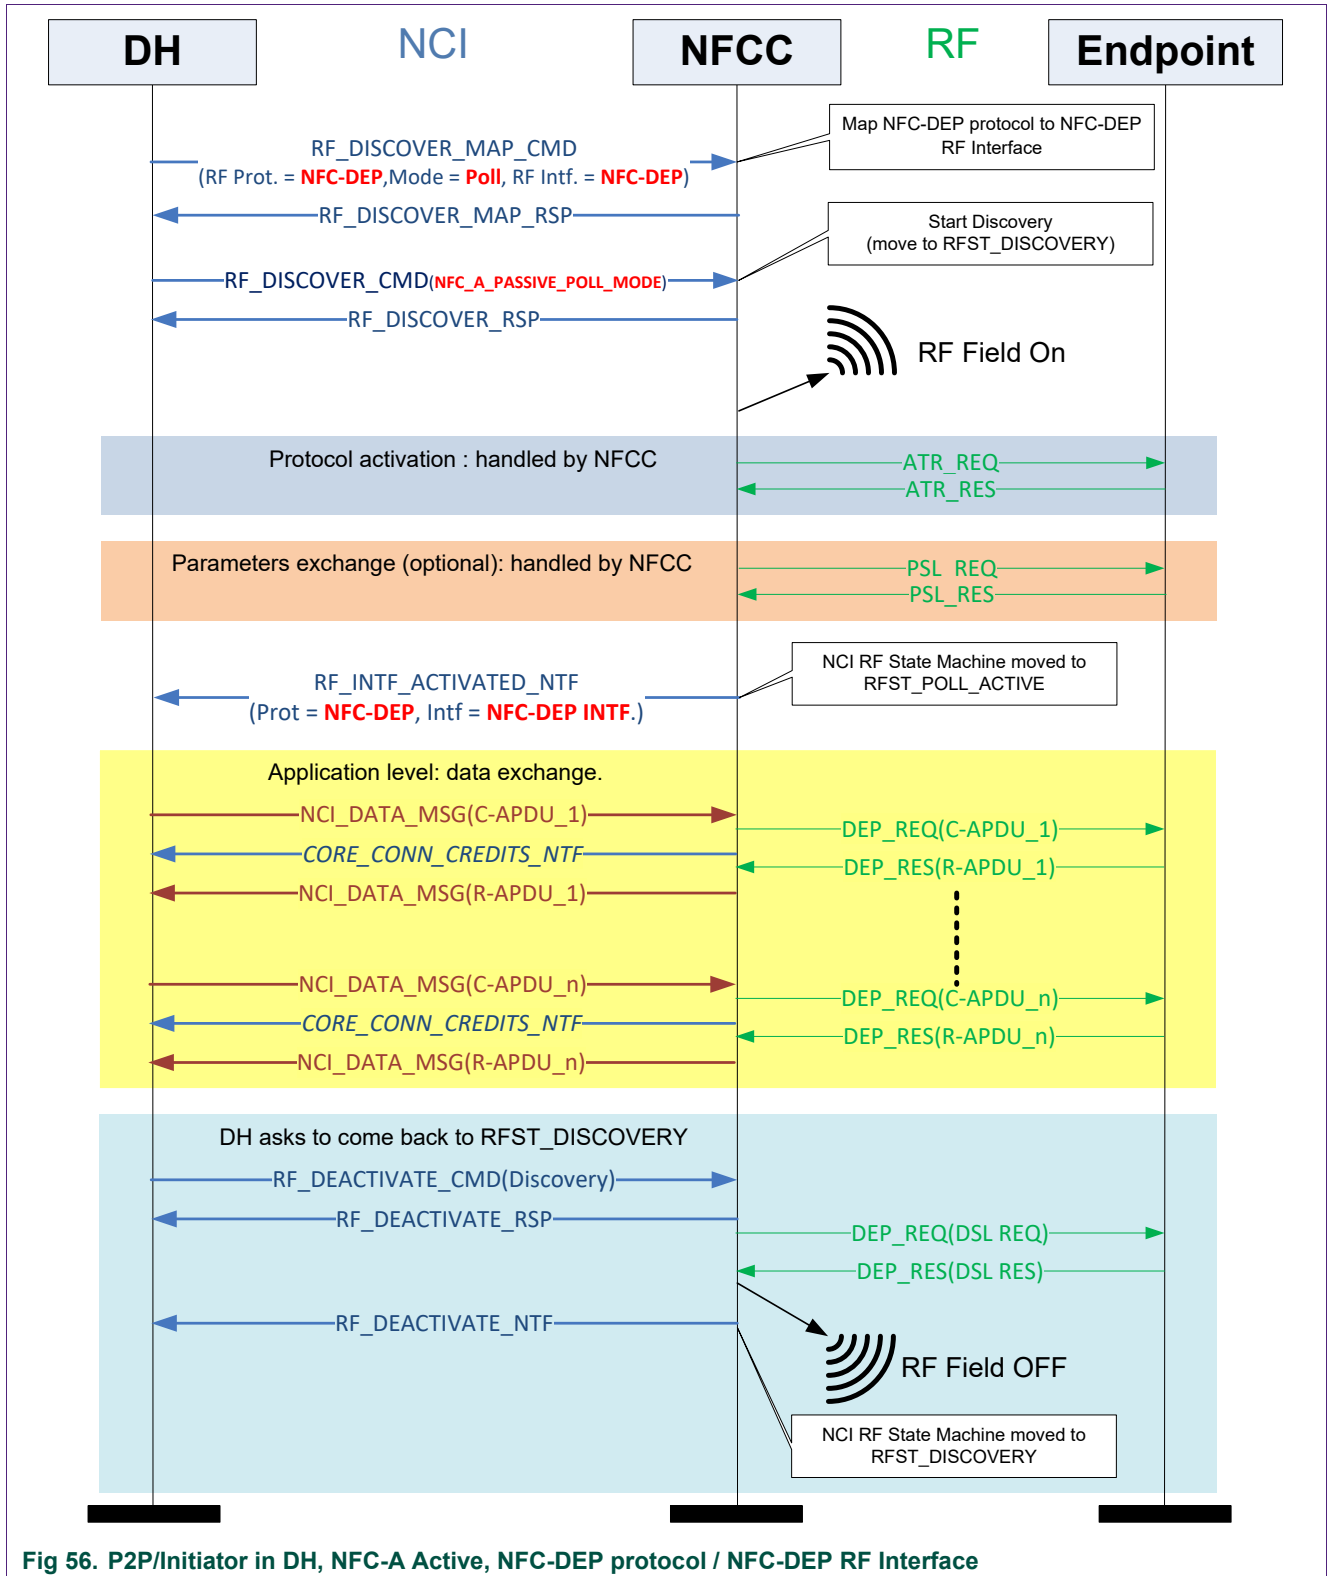 DH NCI NFCC RF Endpoint
Map NFC-DEP protocol to NFC-DEP
RF Interface
RF_DISCOVER_MAP_CMD
(RF Prot. = NFC-DEP,Mode = Poll, RF Intf. = NFC-DEP)
RF_DISCOVER_MAP_RSP
Start Discovery
(move to RFST_DISCOVERY)
RF_DISCOVER_CMD(NFC_A_PASSIVE_POLL_MODE)
RF_DISCOVER_RSP
RF Field On
Protocol activation : handled by NFCC
ATR_REQ
ATR_RES
Parameters exchange (optional): handled by NFCC
PSL_REQ
PSL_RES
NCI RF State Machine moved to
RFST_POLL_ACTIVE
RF_INTF_ACTIVATED_NTF
(Prot = NFC-DEP, Intf = NFC-DEP INTF.)
Application level: data exchange.
NCI_DATA_MSG(C-APDU_1)
DEP_REQ(C-APDU_1)
CORE_CONN_CREDITS_NTF
DEP_RES(R-APDU_1)
NCI_DATA_MSG(R-APDU_1)
NCI_DATA_MSG(C-APDU_n)
DEP_REQ(C-APDU_n)
CORE_CONN_CREDITS_NTF
DEP_RES(R-APDU_n)
NCI_DATA_MSG(R-APDU_n)
DH asks to come back to RFST_DISCOVERY
RF_DEACTIVATE_CMD(Discovery)
RF_DEACTIVATE_RSP
DEP_REQ(DSL REQ)
DEP_RES(DSL RES)
RF_DEACTIVATE_NTF
RF Field OFF
NCI RF State Machine moved to
RFST_DISCOVERY
Fig 56. P2P/Initiator in DH, NFC-A Active, NFC-DEP protocol / NFC-DEP RF Interface